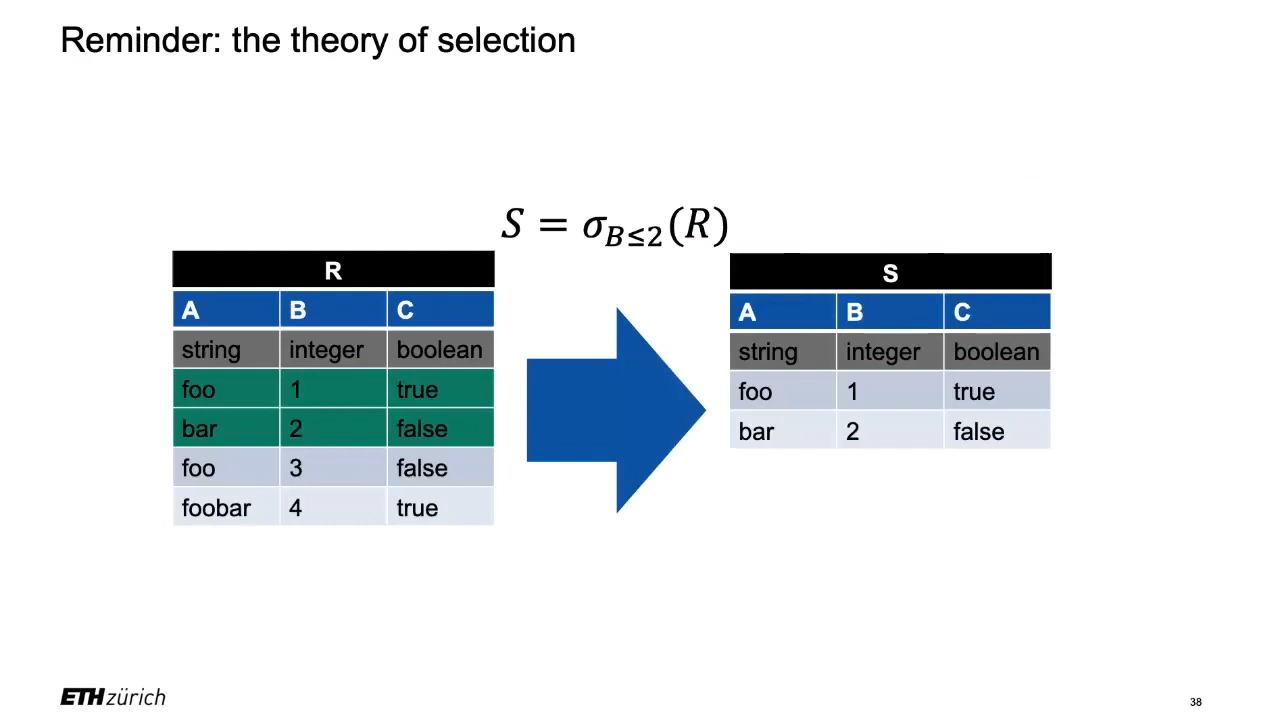 Reminder: the theory of selection
S = σ_{B≤2}(R)
R
A B C
string integer boolean
foo 1 true
bar 2 false
foo 3 false
foobar 4 true
S
A B C
string integer boolean
foo 1 true
bar 2 false
ETH zürich
38